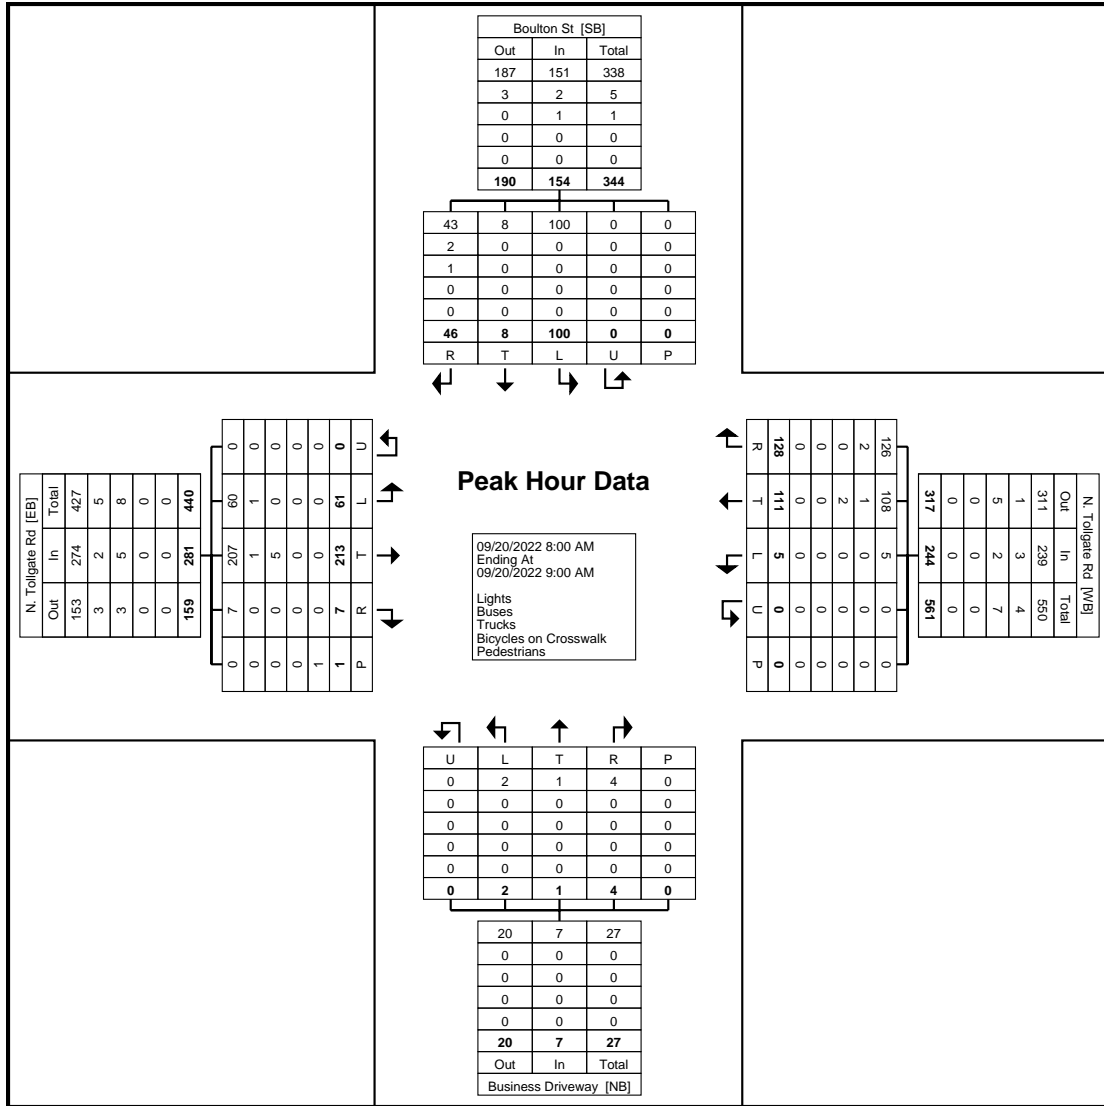 Boulton St [SB]
Out In Total
187 151 338
3 2 5
0 1 1
0 0 0
0 0 0
190 154 344
43 8 100 0 0
2 0 0 0 0
1 0 0 0 0
0 0 0 0 0
0 0 0 0 0
46 8 100 0 0
R T L U P
N. Tollgate Rd [EB]
Total 427 5 8 0 0 440
In 274 2 5 0 0 281
Out 153 3 3 0 0 159
0 0 0 0 0 0 U
60 1 0 0 0 61 L
207 1 5 0 0 213 T
7 0 0 0 0 7 R
0 0 0 0 1 1 P
Peak Hour Data
09/20/2022 8:00 AM
Ending At
09/20/2022 9:00 AM
Lights
Buses
Trucks
Bicycles on Crosswalk
Pedestrians
R 128 0 0 0 2 126
T 111 0 0 2 1 108
L 5 0 0 0 0 5
U 0 0 0 0 0 0
P 0 0 0 0 0 0
317 0 0 5 1 311 Out
244 0 0 2 3 239 In
561 0 0 7 4 550 Total
N. Tollgate Rd [WB]
U L T R P
0 2 1 4 0
0 0 0 0 0
0 0 0 0 0
0 0 0 0 0
0 0 0 0 0
0 2 1 4 0
20 7 27
0 0 0
0 0 0
0 0 0
0 0 0
20 7 27
Out In Total
Business Driveway [NB]